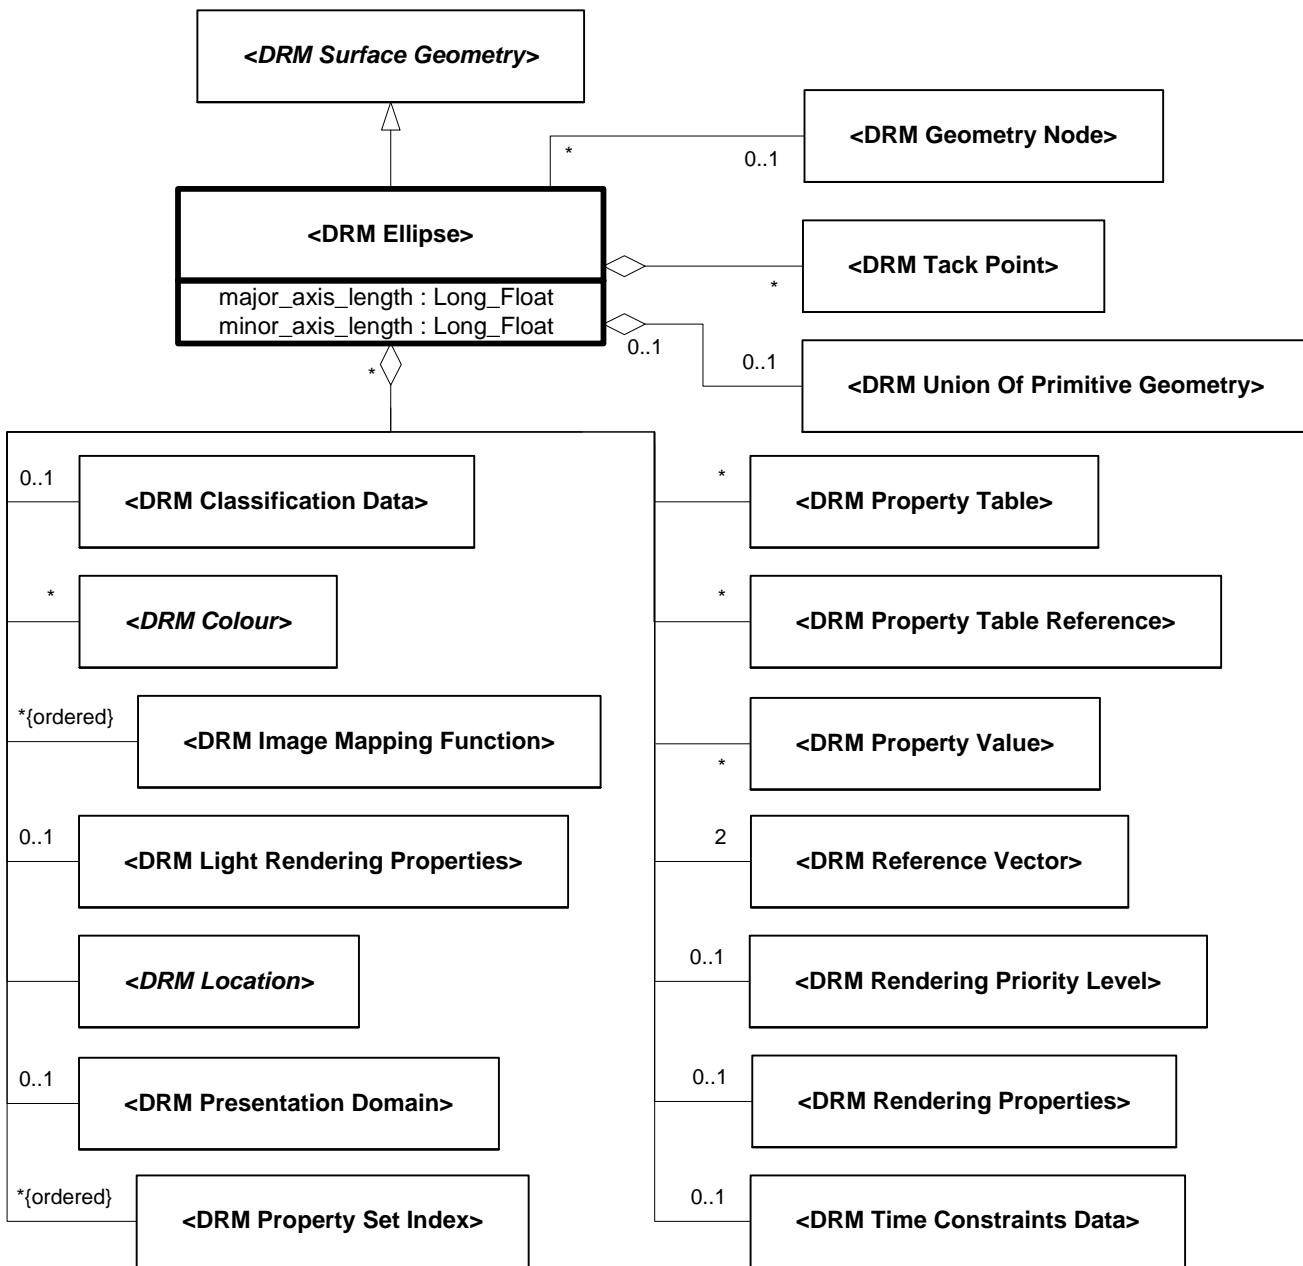 <DRM Surface Geometry>
<DRM Geometry Node>
*
0..1
<DRM Ellipse>
<DRM Tack Point>
*
major_axis_length : Long_Float
minor_axis_length : Long_Float
0..1
0..1
<DRM Union Of Primitive Geometry>
*
0..1
<DRM Classification Data>
*
<DRM Colour>
*{ordered}
<DRM Image Mapping Function>
0..1
<DRM Light Rendering Properties>
<DRM Location>
0..1
<DRM Presentation Domain>
*{ordered}
<DRM Property Set Index>
*
<DRM Property Table>
*
<DRM Property Table Reference>
<DRM Property Value>
*
2
<DRM Reference Vector>
0..1
<DRM Rendering Priority Level>
0..1
<DRM Rendering Properties>
0..1
<DRM Time Constraints Data>